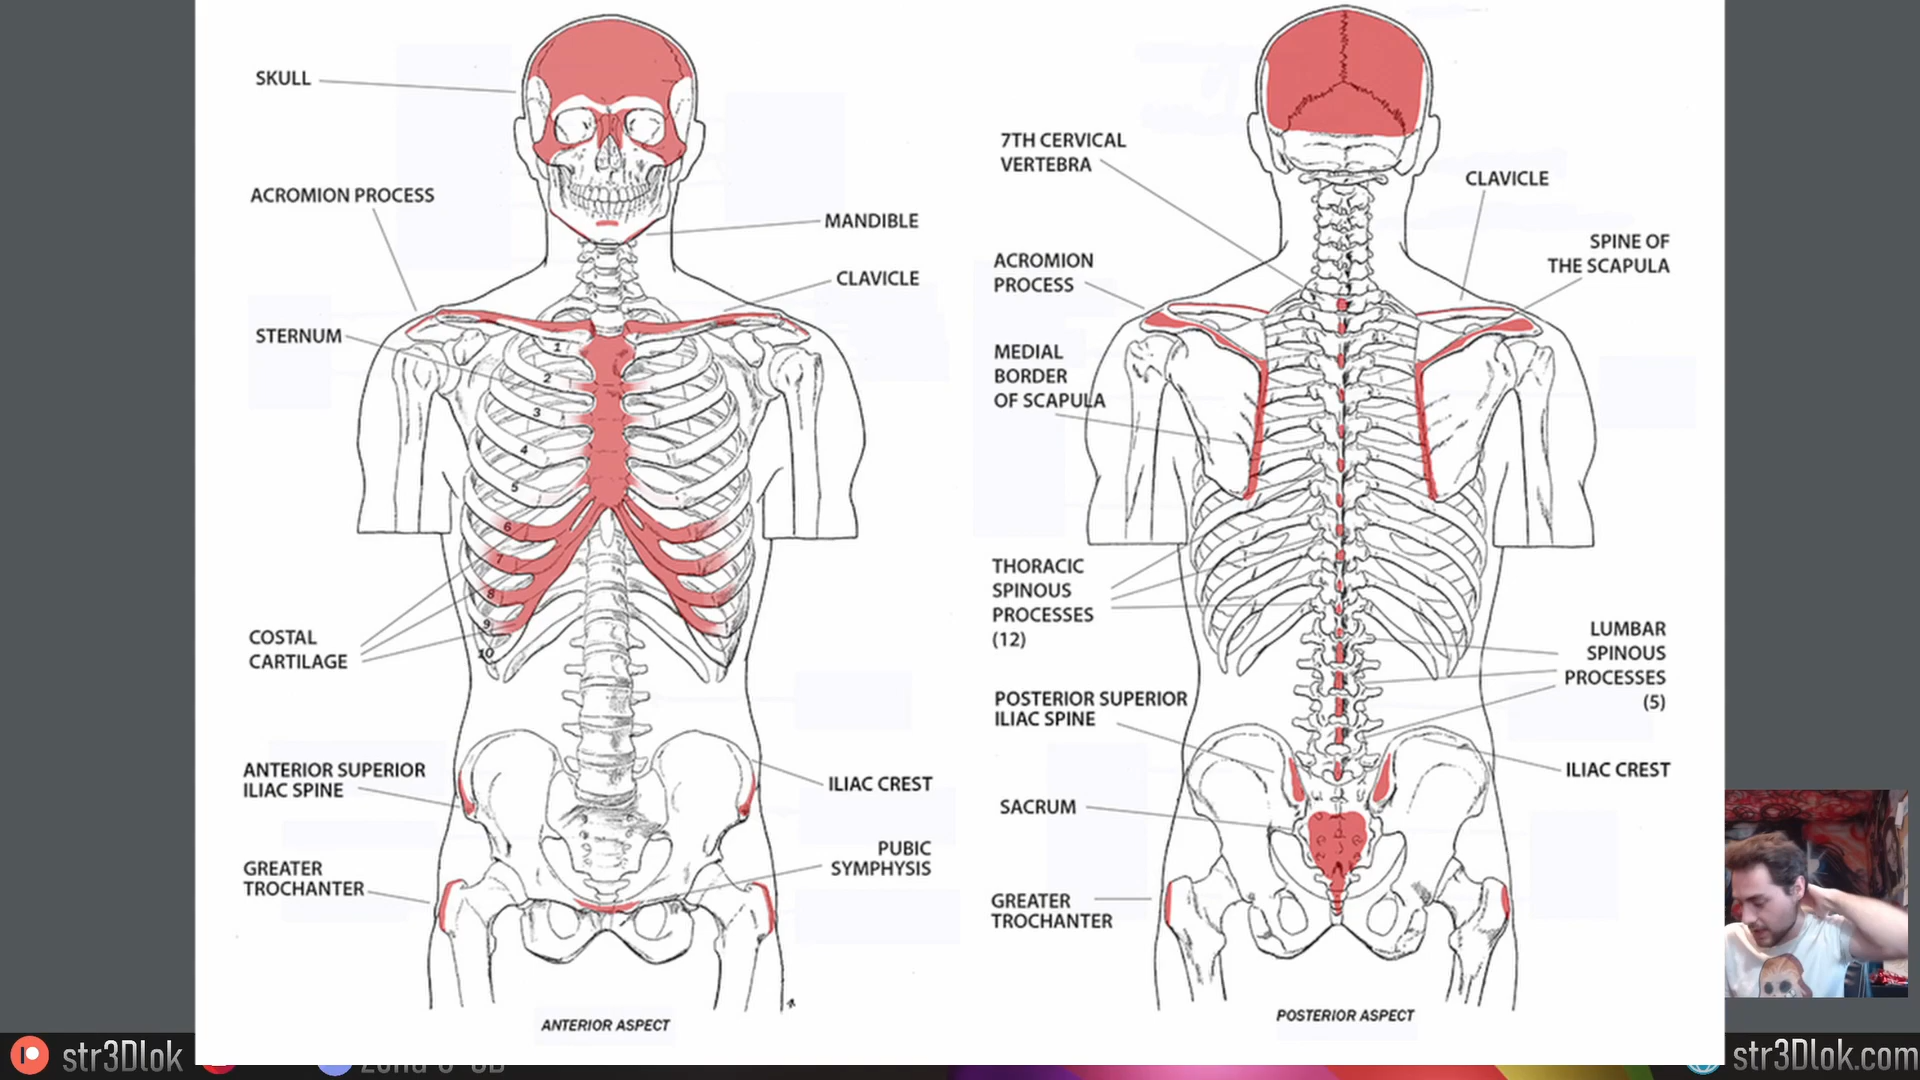 SKULL
ACROMION PROCESS
MANDIBLE
CLAVICLE
STERNUM
1
2
3
4
5
6
7
8
9
10
COSTAL
CARTILAGE
ANTERIOR SUPERIOR
ILIAC SPINE
ILIAC CREST
GREATER
TROCHANTER
PUBIC
SYMPHYSIS
ANTERIOR ASPECT
7TH CERVICAL
VERTEBRA
CLAVICLE
SPINE OF
THE SCAPULA
ACROMION
PROCESS
MEDIAL
BORDER
OF SCAPULA
THORACIC
SPINOUS
PROCESSES
(12)
LUMBAR
SPINOUS
PROCESSES
(5)
POSTERIOR SUPERIOR
ILIAC SPINE
ILIAC CREST
SACRUM
GREATER
TROCHANTER
POSTERIOR ASPECT
str3Dlok
str3Dlok.com